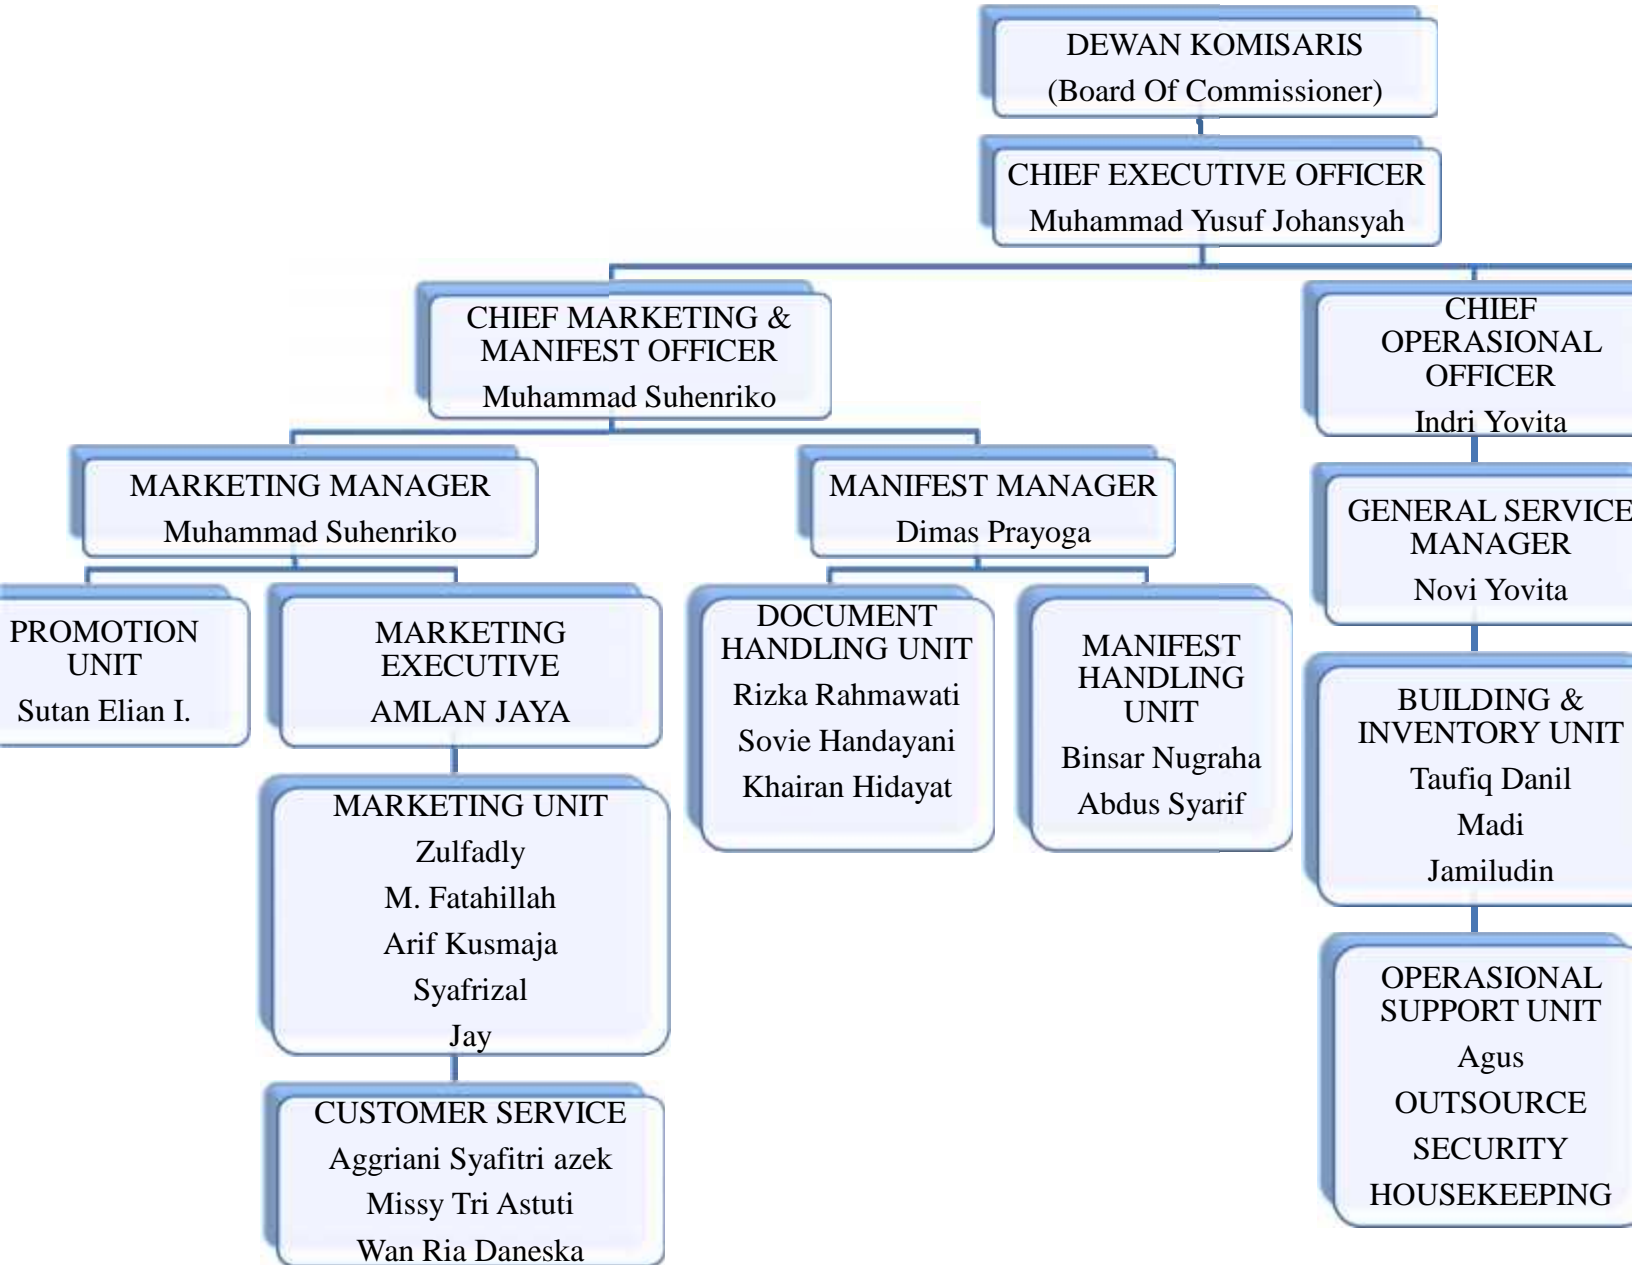 DEWAN KOMISARIS
(Board Of Commissioner)
CHIEF EXECUTIVE OFFICER
Muhammad Yusuf Johansyah
CHIEF MARKETING &
MANIFEST OFFICER
Muhammad Suhenriko
CHIEF
OPERASIONAL
OFFICER
Indri Yovita
MARKETING MANAGER
Muhammad Suhenriko
MANIFEST MANAGER
Dimas Prayoga
GENERAL SERVICE
MANAGER
Novi Yovita
PROMOTION
UNIT
Sutan Elian I.
MARKETING
EXECUTIVE
AMLAN JAYA
DOCUMENT
HANDLING UNIT
Rizka Rahmawati
Sovie Handayani
Khairan Hidayat
MANIFEST
HANDLING
UNIT
Binsar Nugraha
Abdus Syarif
BUILDING &
INVENTORY UNIT
Taufiq Danil
Madi
Jamiludin
MARKETING UNIT
Zulfadly
M. Fatahillah
Arif Kusmaja
Syafrizal
Jay
OPERASIONAL
SUPPORT UNIT
Agus
OUTSOURCE
SECURITY
HOUSEKEEPING
CUSTOMER SERVICE
Aggriani Syafitri azek
Missy Tri Astuti
Wan Ria Daneska